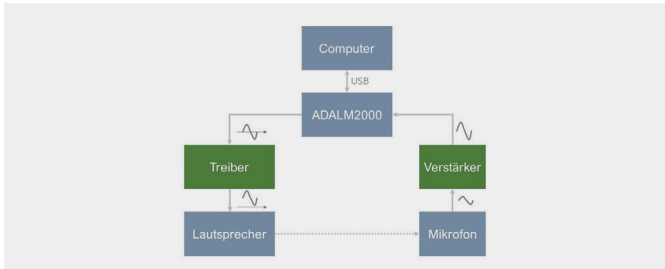 Computer
USB
ADALM2000
Treiber
Verstärker
Lautsprecher
Mikrofon